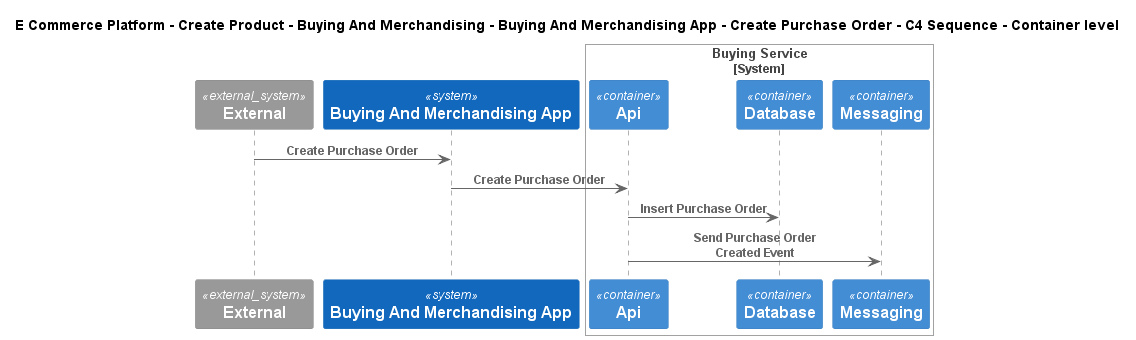 E Commerce Platform - Create Product - Buying And Merchandising - Buying And Merchandising App - Create Purchase Order - C4 Sequence - Container level
Buying Service
[System]
«external_system»
External
«system»
Buying And Merchandising App
«container»
Api
«container»
Database
«container»
Messaging
Create Purchase Order
Create Purchase Order
Insert Purchase Order
Send Purchase Order
Created Event
«external_system»
External
«system»
Buying And Merchandising App
«container»
Api
«container»
Database
«container»
Messaging